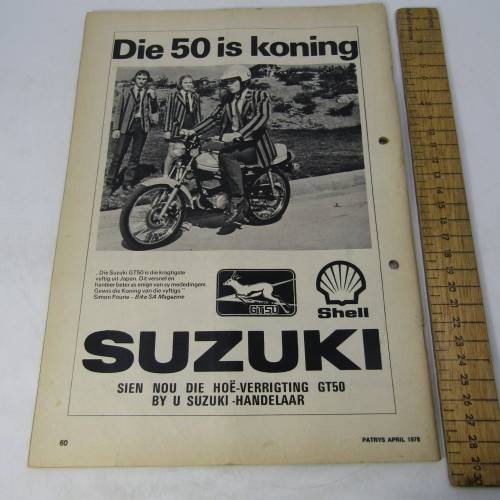 Die 50 is koning
„Die Suzuki GT50 is die kragtigste
vyftig uit Japan. Dit versnel en
hanteer beter as enige van sy mededingers.
Gewis die Koning van die vyftigs.”
Simon Fourie – Bike SA Magazine
GT50
Shell
SUZUKI
SIEN NOU DIE HOË-VERRIGTING GT50
BY U SUZUKI-HANDELAAR
60
PATRYS APRIL 1978